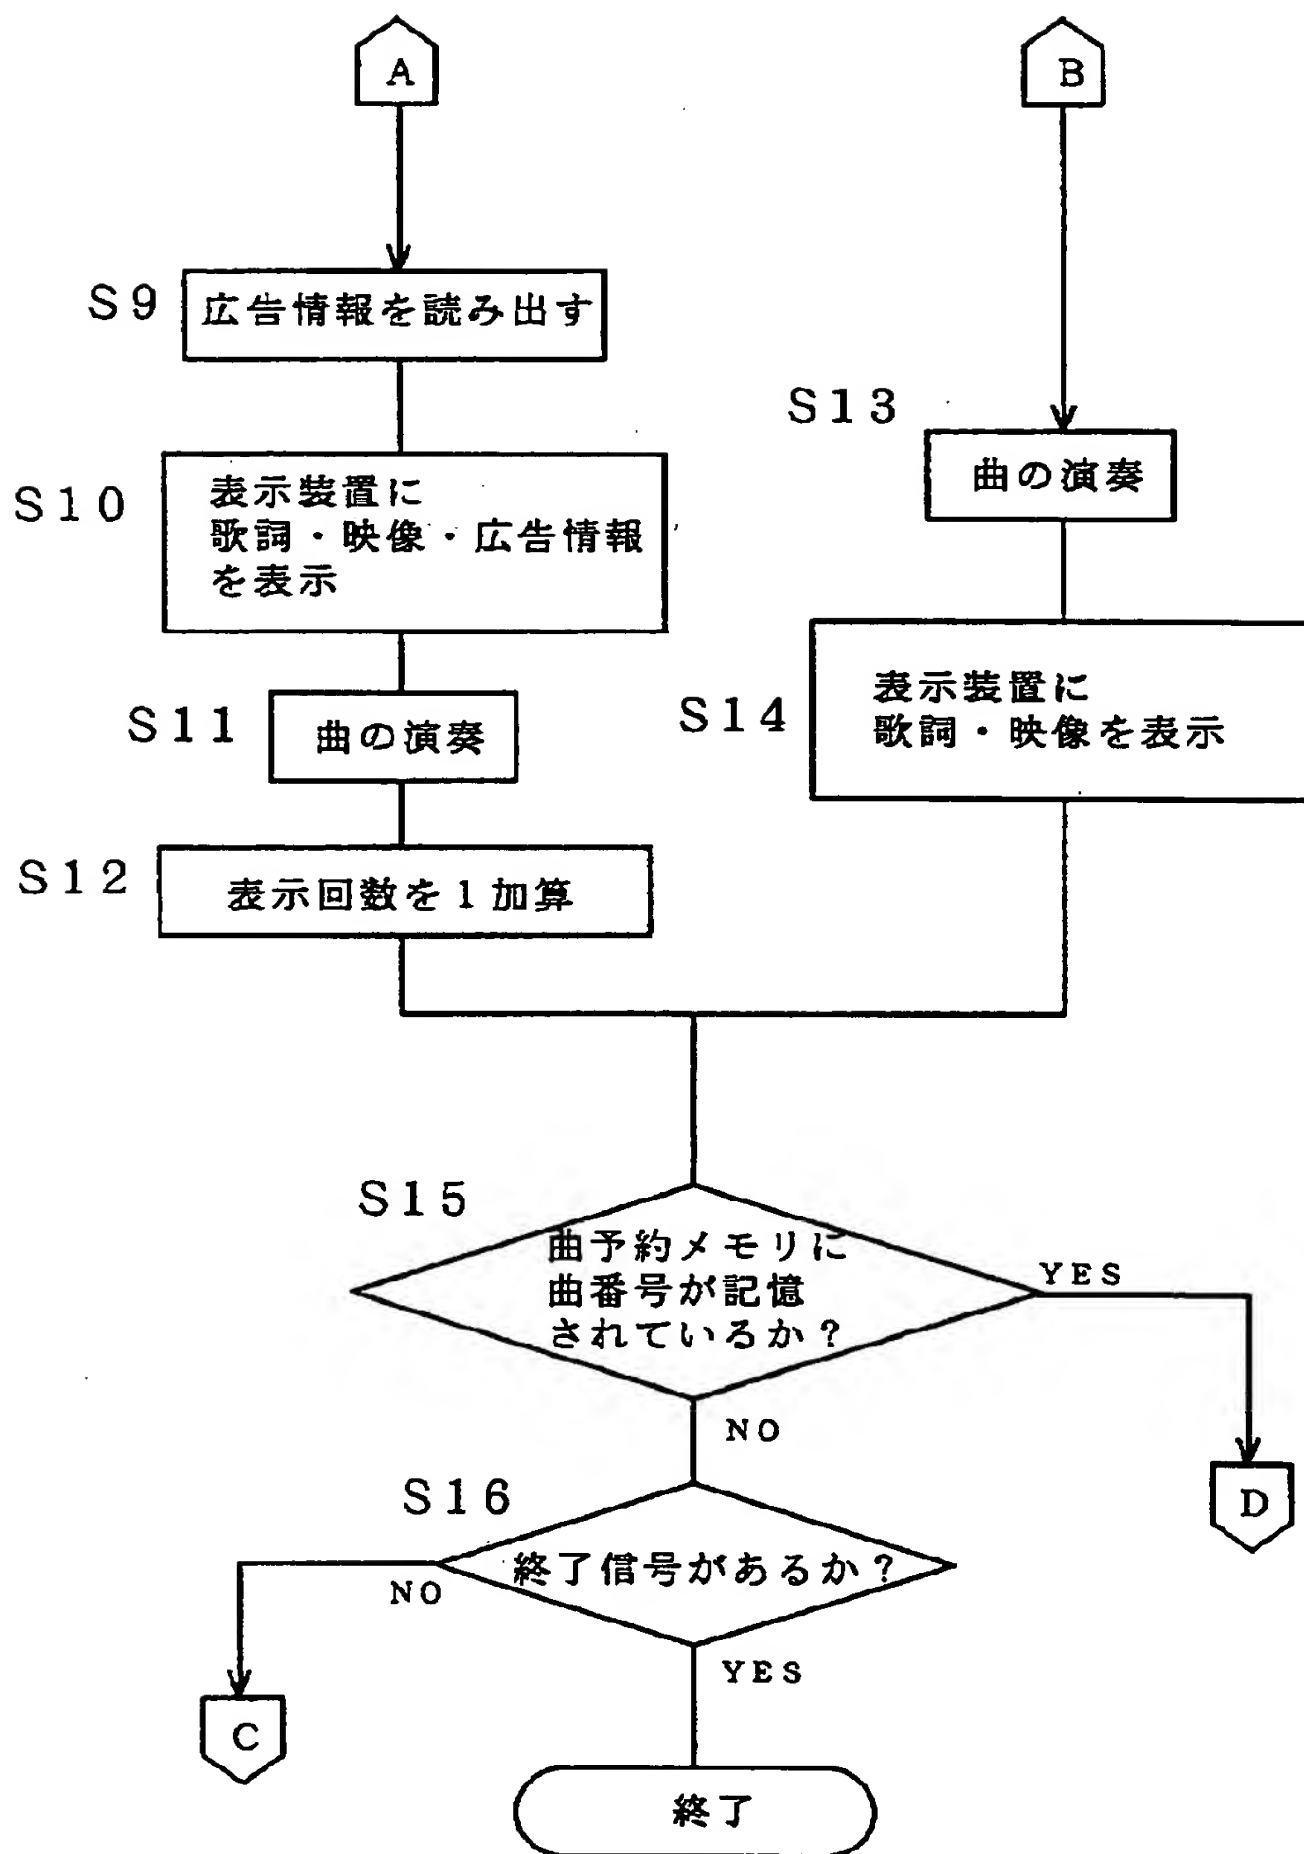 A
B
S9
広告情報を読み出す
S10
表示装置に
歌詞・映像・広告情報
を表示
S11
曲の演奏
S12
表示回数を1加算
S13
曲の演奏
S14
表示装置に
歌詞・映像を表示
S15
曲予約メモリに
曲番号が記憶
されているか?
YES
NO
D
S16
終了信号があるか?
NO
C
YES
終了